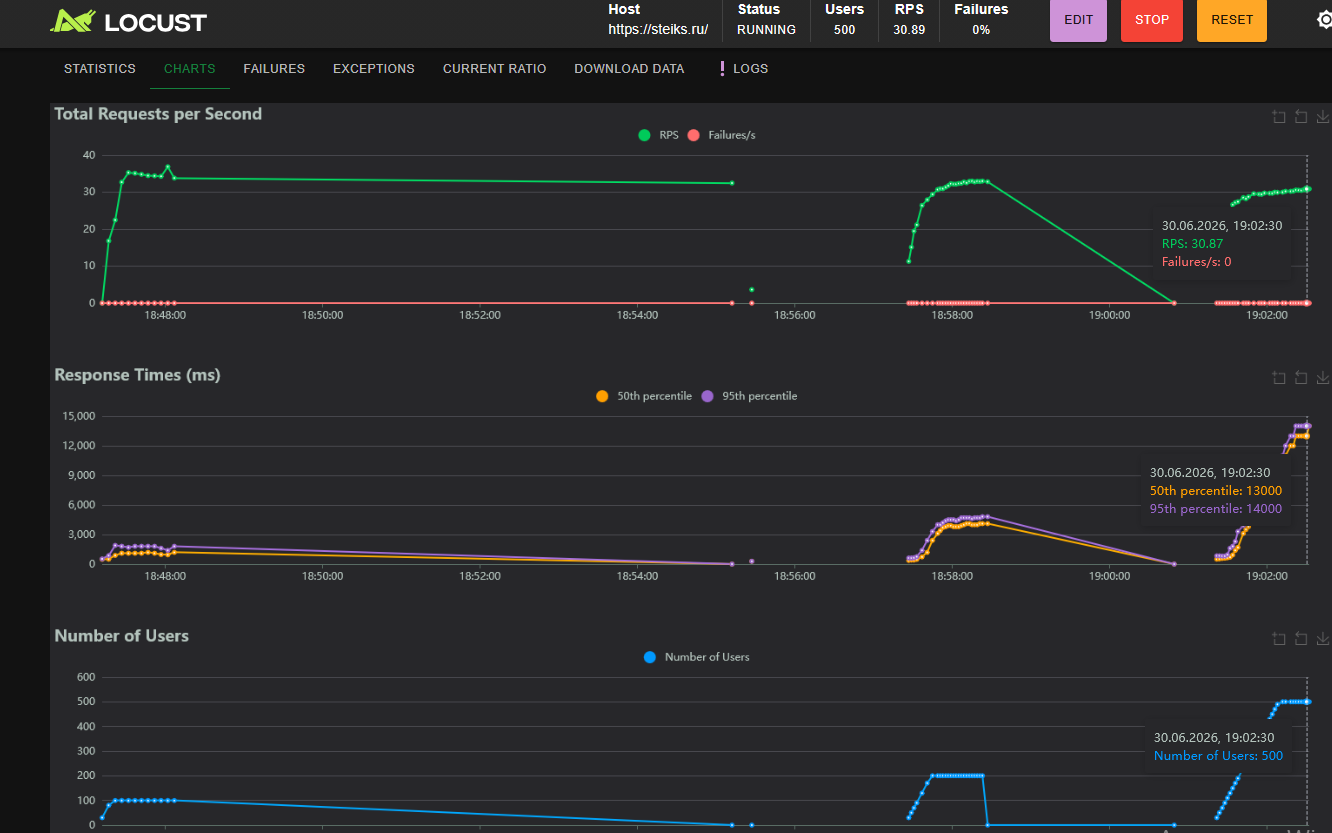 LOCUST
Host
https://steiks.ru/
Status
RUNNING
Users
500
RPS
30.89
Failures
0%
EDIT
STOP
RESET
STATISTICS CHARTS FAILURES EXCEPTIONS CURRENT RATIO DOWNLOAD DATA LOGS
Total Requests per Second
RPS Failures/s
40
30
20
10
0
30.06.2026, 19:02:30
RPS: 30.87
Failures/s: 0
18:48:00 18:50:00 18:52:00 18:54:00 18:56:00 18:58:00 19:00:00 19:02:00
Response Times (ms)
50th percentile 95th percentile
15,000
12,000
9,000
6,000
3,000
0
30.06.2026, 19:02:30
50th percentile: 13000
95th percentile: 14000
18:48:00 18:50:00 18:52:00 18:54:00 18:56:00 18:58:00 19:00:00 19:02:00
Number of Users
Number of Users
600
500
400
300
200
100
0
30.06.2026, 19:02:30
Number of Users: 500